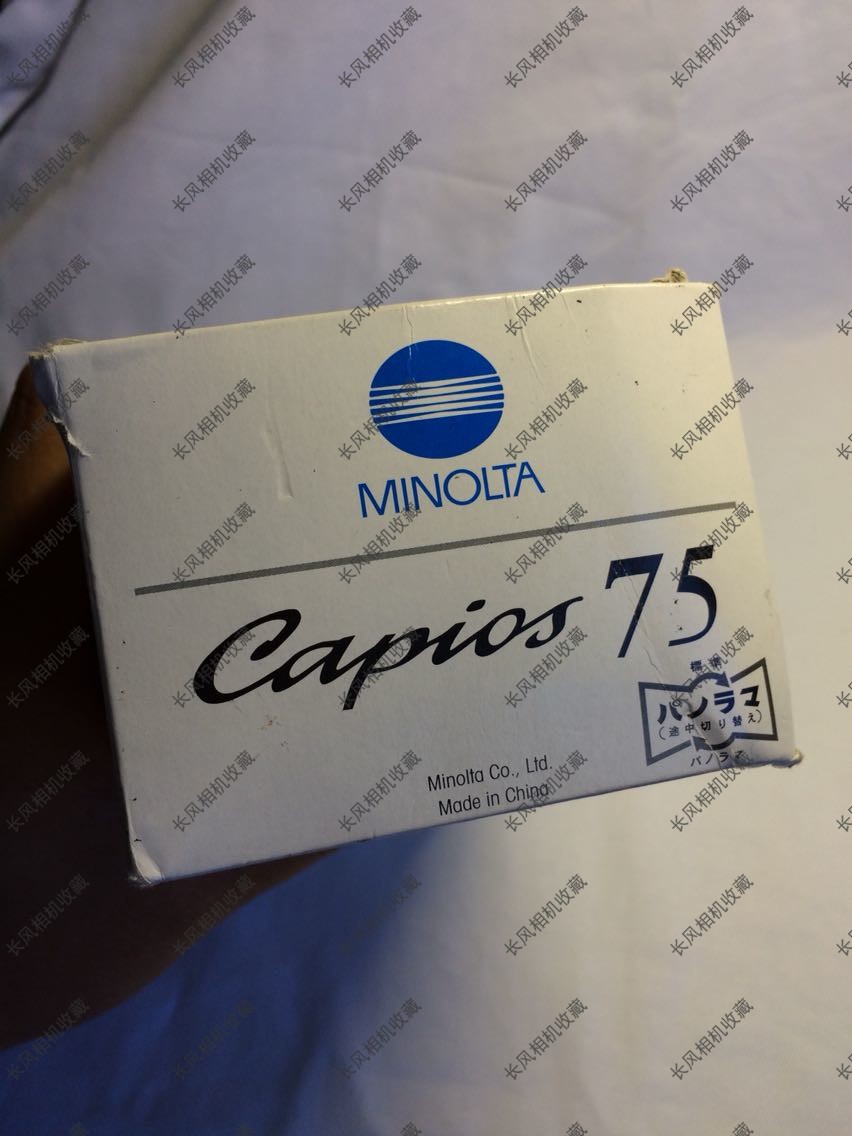 MINOLTA
Capios 75
標準
パノラマ
(途中切り替え)
パノラマ
Minolta Co., Ltd.
Made in China
长风相机收藏